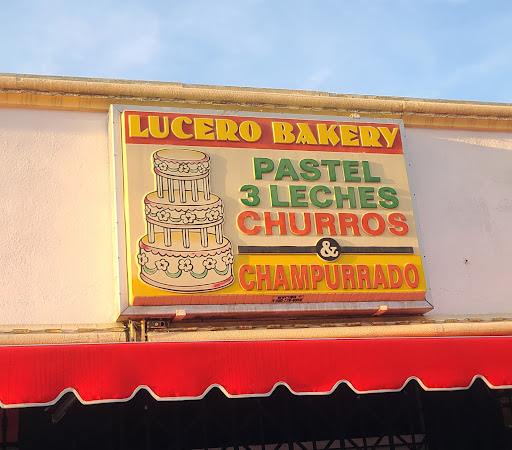 LUCERO BAKERY
PASTEL
3 LECHES
CHURROS
&
CHAMPURRADO